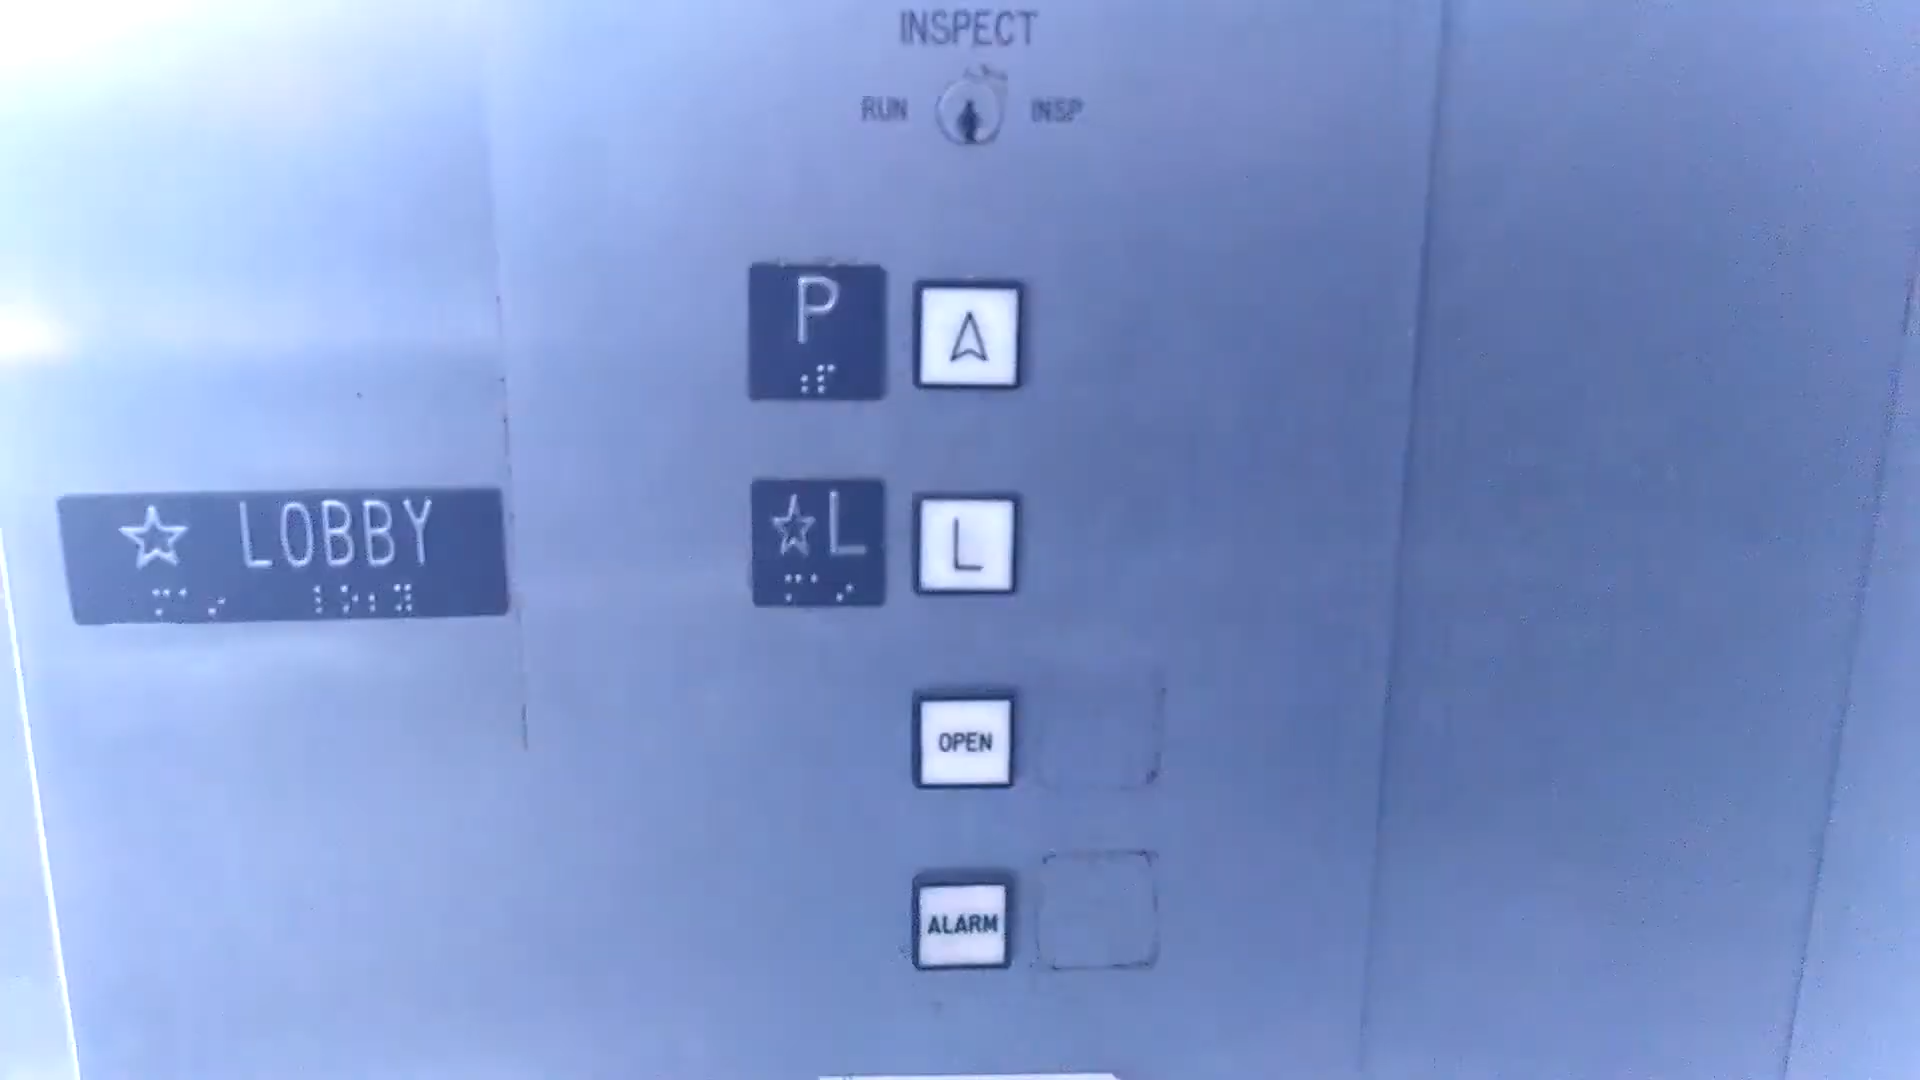 INSPECT
RUN INSP
P
☆ LOBBY
☆L L
OPEN
ALARM